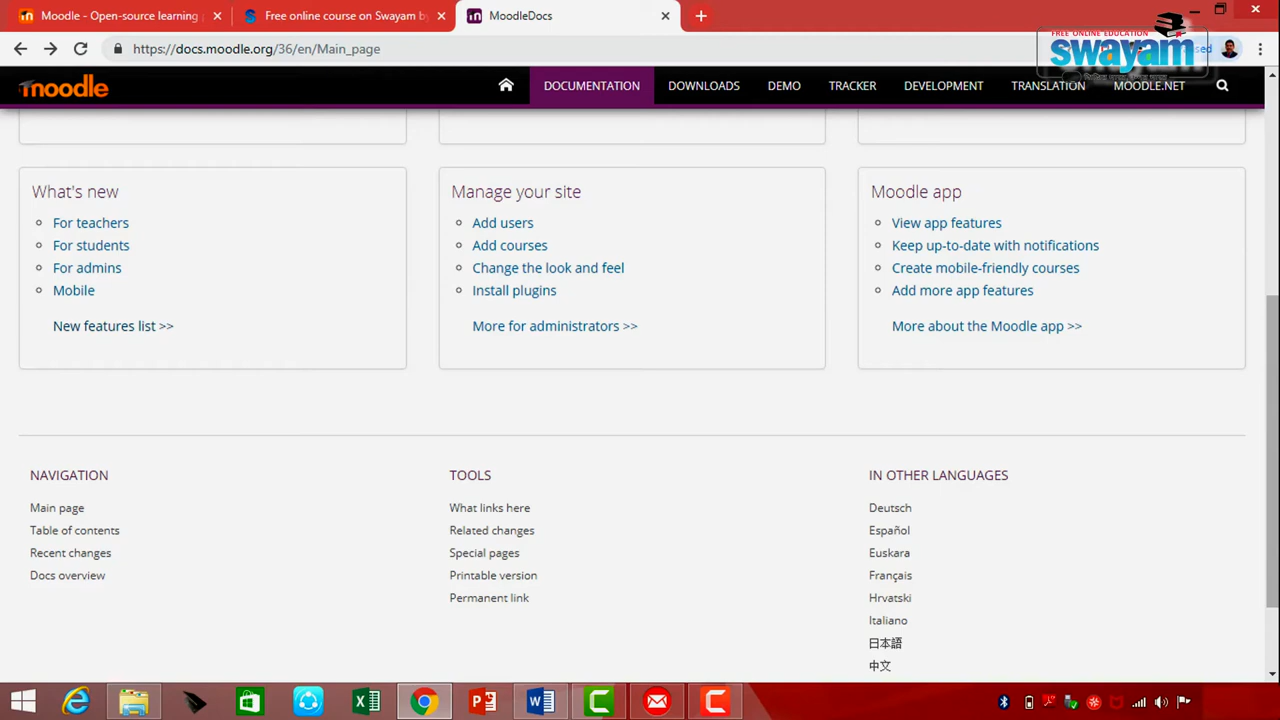 Moodle - Open-source learning
Free online course on Swayam by
MoodleDocs
https://docs.moodle.org/36/en/Main_page
FREE ONLINE EDUCATION
swayam
moodle
DOCUMENTATION
DOWNLOADS
DEMO
TRACKER
DEVELOPMENT
TRANSLATION
MOODLE.NET
What's new
For teachers
For students
For admins
Mobile
New features list >>
Manage your site
Add users
Add courses
Change the look and feel
Install plugins
More for administrators >>
Moodle app
View app features
Keep up-to-date with notifications
Create mobile-friendly courses
Add more app features
More about the Moodle app >>
NAVIGATION
Main page
Table of contents
Recent changes
Docs overview
TOOLS
What links here
Related changes
Special pages
Printable version
Permanent link
IN OTHER LANGUAGES
Deutsch
Español
Euskara
Français
Hrvatski
Italiano
日本語
中文